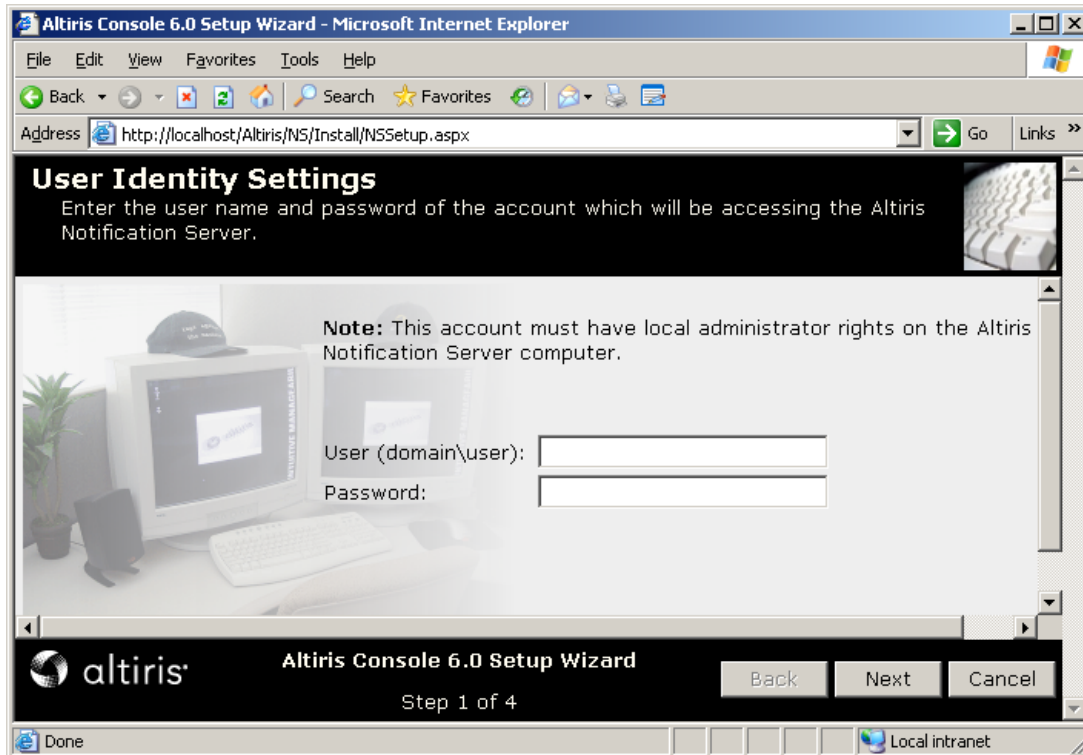 Altiris Console 6.0 Setup Wizard - Microsoft Internet Explorer
File Edit View Favorites Tools Help
Back Search Favorites
Address http://localhost/Altiris/NS/Install/NSSetup.aspx Go Links »
User Identity Settings
Enter the user name and password of the account which will be accessing the Altiris
Notification Server.
Note: This account must have local administrator rights on the Altiris
Notification Server computer.
User (domain\user):
Password:
altiris
Altiris Console 6.0 Setup Wizard
Step 1 of 4
Back Next Cancel
Done Local intranet